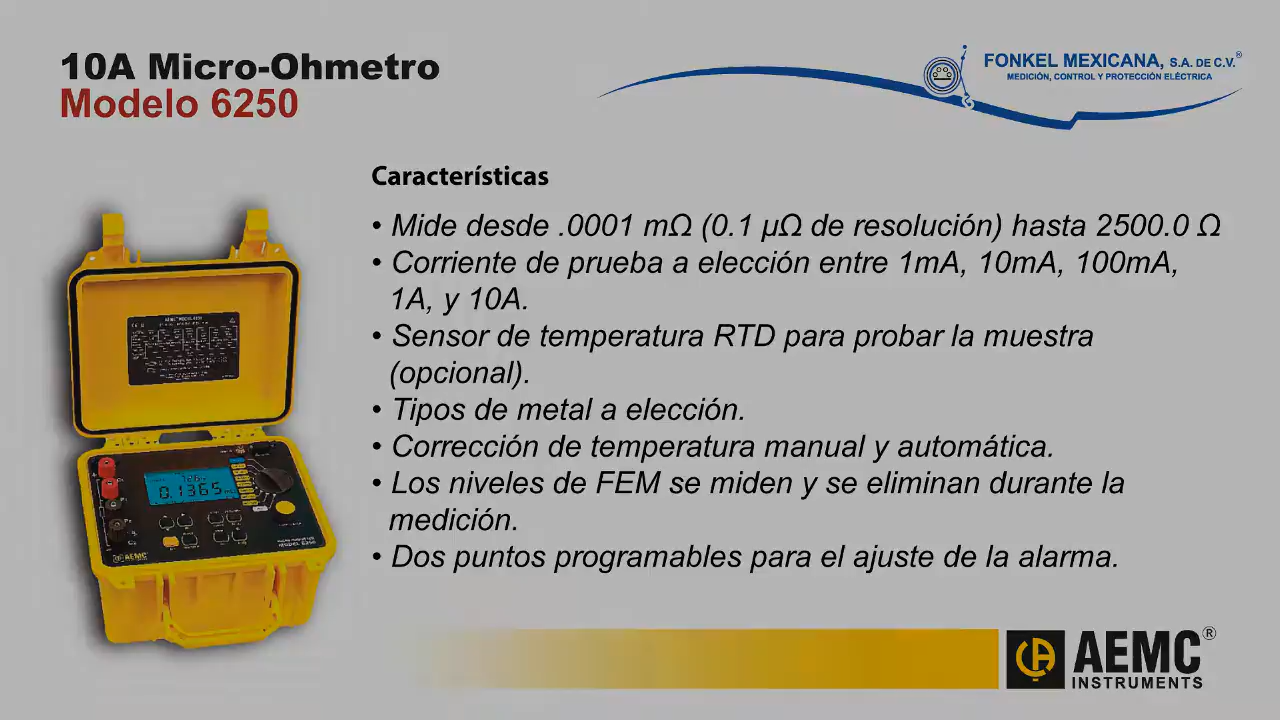 10A Micro-Ohmetro
Modelo 6250
FONKEL MEXICANA, S.A. DE C.V.®
MEDICIÓN, CONTROL Y PROTECCIÓN ELÉCTRICA
Características
• Mide desde .0001 mΩ (0.1 µΩ de resolución) hasta 2500.0 Ω
• Corriente de prueba a elección entre 1mA, 10mA, 100mA,
1A, y 10A.
• Sensor de temperatura RTD para probar la muestra
(opcional).
• Tipos de metal a elección.
• Corrección de temperatura manual y automática.
• Los niveles de FEM se miden y se eliminan durante la
medición.
• Dos puntos programables para el ajuste de la alarma.
0.1365
AEMC
MODEL 6250
AEMC®
INSTRUMENTS